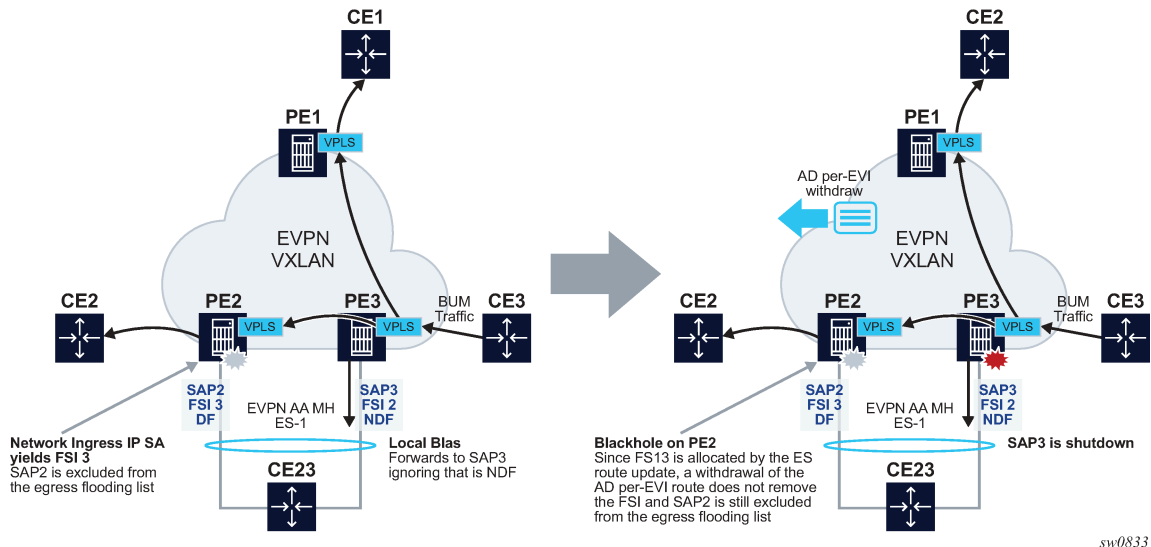 CE1
PE1
VPLS
EVPN
VXLAN
CE2
PE2
VPLS
PE3
VPLS
BUM
Traffic
CE3
SAP2
FSI 3
DF
EVPN AA MH
ES-1
SAP3
FSI 2
NDF
Network Ingress IP SA
yields FSI 3
SAP2 is excluded from
the egress flooding list
Local BIas
Forwards to SAP3
ignoring that is NDF
CE23
CE2
PE1
VPLS
AD per-EVI
withdraw
EVPN
VXLAN
CE2
PE2
VPLS
PE3
VPLS
BUM
Traffic
CE3
SAP2
FSI 3
DF
EVPN AA MH
ES-1
SAP3
FSI 2
NDF
Blackhole on PE2
Since FS13 is allocated by the ES
route update, a withdrawal of the
AD per-EVI route does not remove
the FSI and SAP2 is still excluded
from the egress flooding list
SAP3 is shutdown
CE23
sw0833